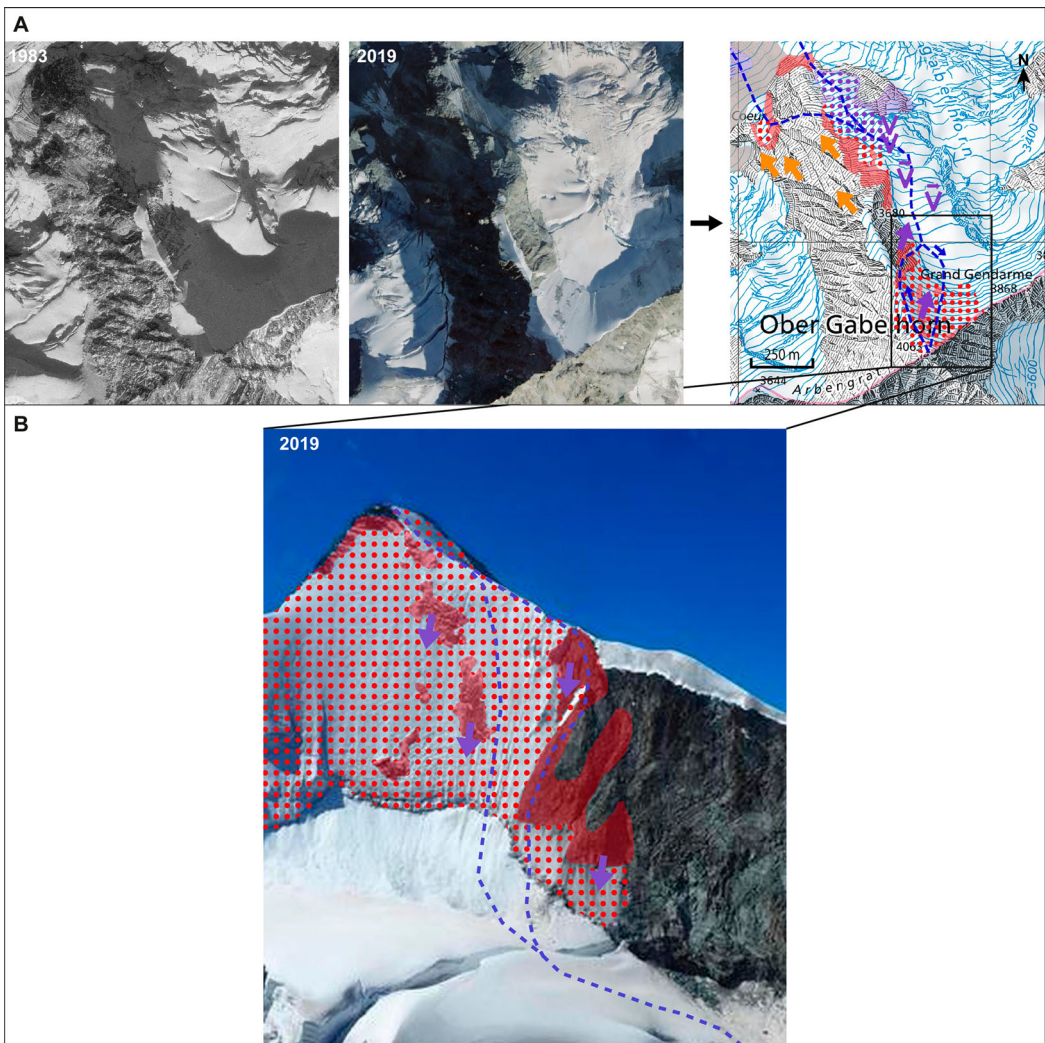 A
1983
2019
N
Coeur
3400
3680
Grand Gendarme
3868
Ober Gabelhorn
4063
250 m
3644
Arbengrat
3600
B
2019